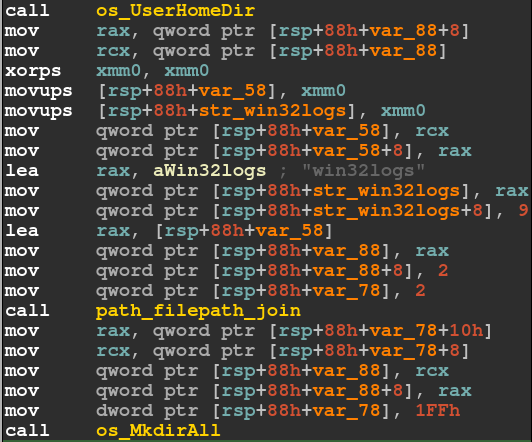 call os_UserHomeDir
mov rax, qword ptr [rsp+88h+var_88+8]
mov rcx, qword ptr [rsp+88h+var_88]
xorps xmm0, xmm0
movups [rsp+88h+var_58], xmm0
movups [rsp+88h+str_win32logs], xmm0
mov qword ptr [rsp+88h+var_58], rcx
mov qword ptr [rsp+88h+var_58+8], rax
lea rax, aWin32logs ; "win32logs"
mov qword ptr [rsp+88h+str_win32logs], rax
mov qword ptr [rsp+88h+str_win32logs+8], 9
lea rax, [rsp+88h+var_58]
mov qword ptr [rsp+88h+var_88], rax
mov qword ptr [rsp+88h+var_88+8], 2
mov qword ptr [rsp+88h+var_78], 2
call path_filepath_join
mov rax, qword ptr [rsp+88h+var_78+10h]
mov rcx, qword ptr [rsp+88h+var_78+8]
mov qword ptr [rsp+88h+var_88], rcx
mov qword ptr [rsp+88h+var_88+8], rax
mov dword ptr [rsp+88h+var_78], 1FFh
call os_MkdirAll